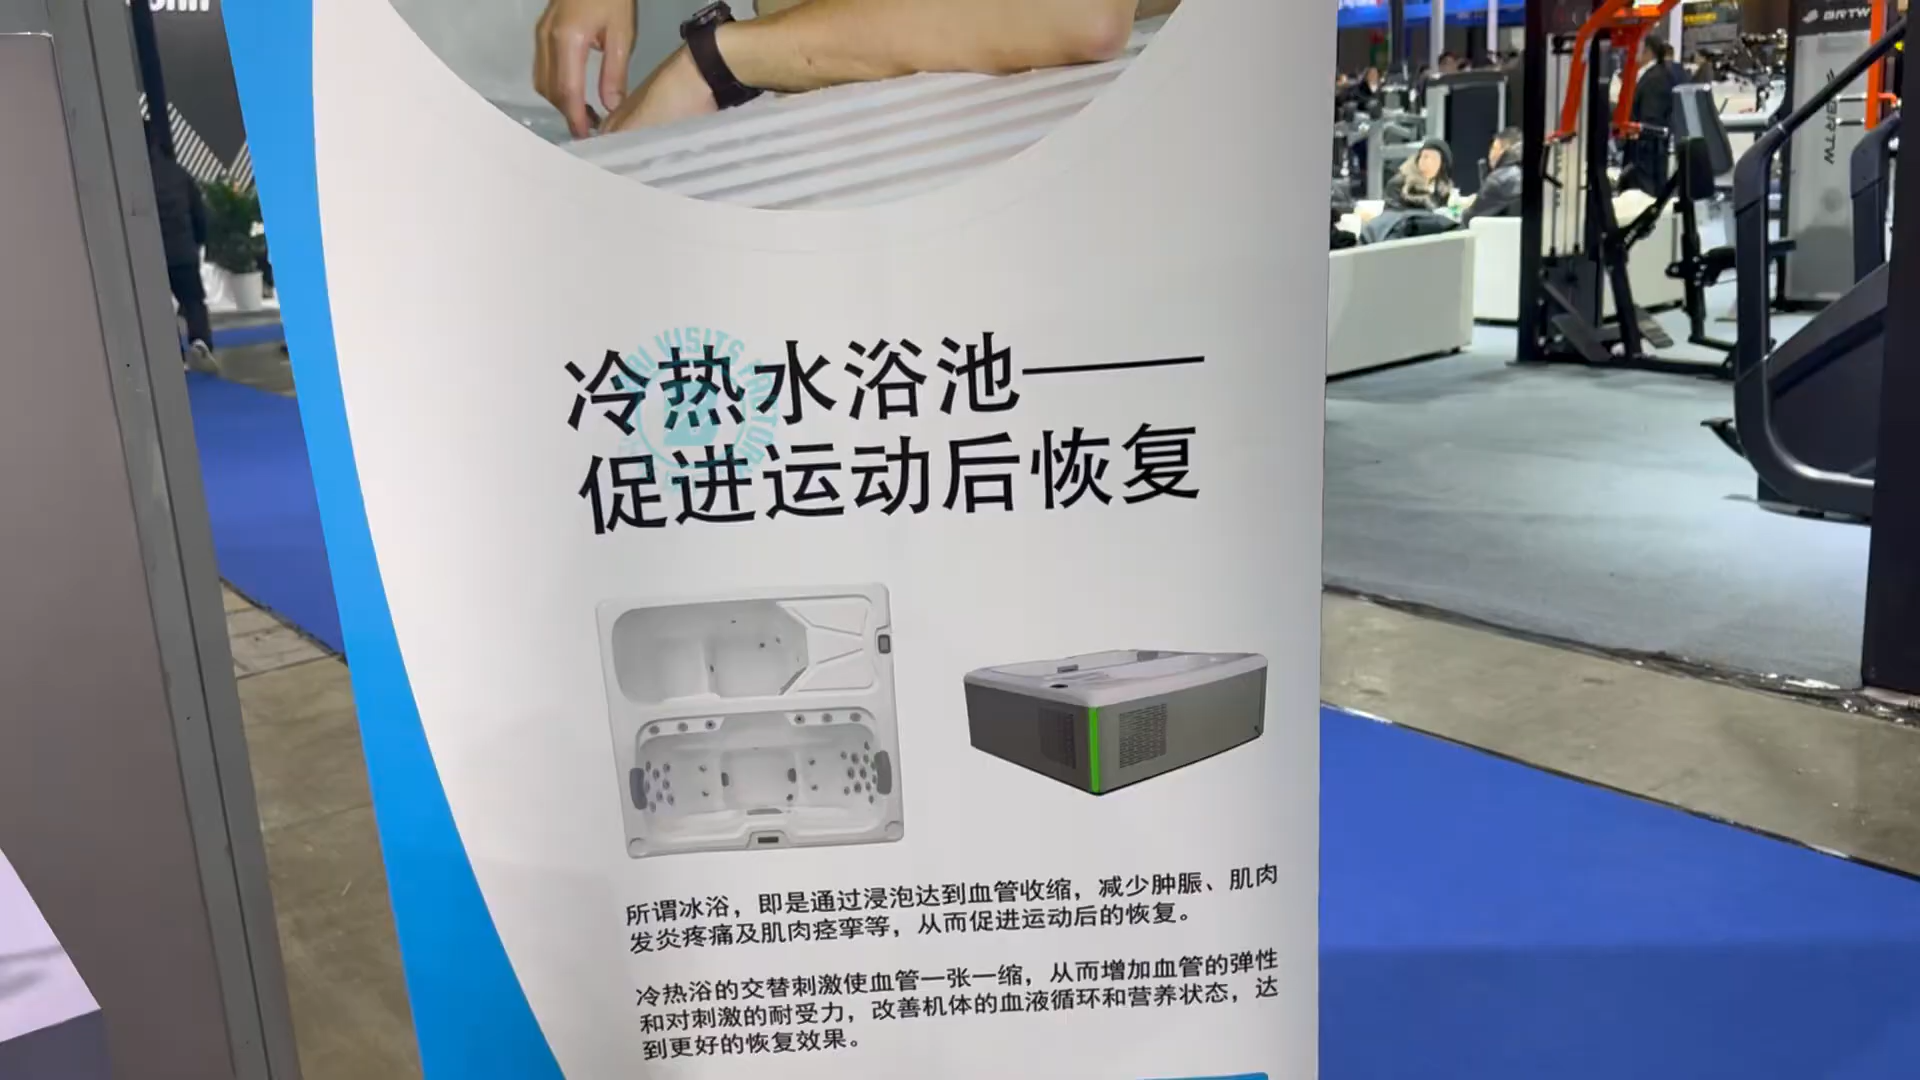 冷热水浴池——
促进运动后恢复
所谓冰浴，即是通过浸泡达到血管收缩，减少肿脤、肌肉
发炎疼痛及肌肉痉挛等，从而促进运动后的恢复。
冷热浴的交替刺激使血管一张一缩，从而增加血管的弹性
和对刺激的耐受力，改善机体的血液循环和营养状态，达
到更好的恢复效果。
BRTW
BRTW